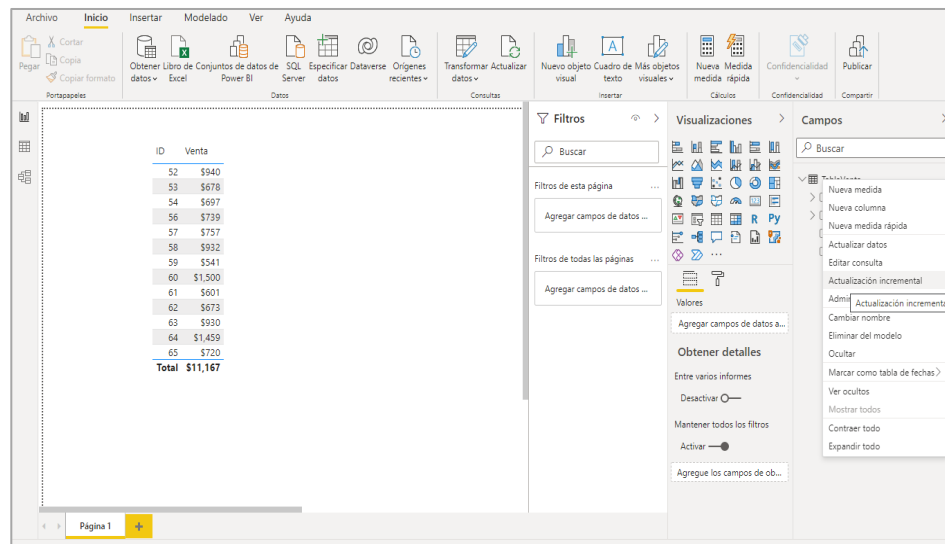 Archivo Inicio Insertar Modelado Ver Ayuda
Pegar
Cortar
Copia
Copiar formato
Portapapeles
Obtener datos
Libro de Excel
Conjuntos de datos de Power BI
SQL Server
Especificar datos
Dataverse
Orígenes recientes
Datos
Transformar datos
Actualizar
Consultas
Nuevo objeto visual
Cuadro de texto
Más objetos visuales
Insertar
Nueva medida
Medida rápida
Cálculos
Confidencialidad
Confidencialidad
Publicar
Compartir
ID Venta
52 $940
53 $678
54 $697
56 $739
57 $757
58 $932
59 $541
60 $1,500
61 $601
62 $673
63 $930
64 $1,459
65 $720
Total $11,167
Filtros
Buscar
Filtros de esta página
Agregar campos de datos ...
Filtros de todas las páginas
Agregar campos de datos ...
Visualizaciones
R Py
Valores
Agregar campos de datos a...
Obtener detalles
Entre varios informes
Desactivar
Mantener todos los filtros
Activar
Agregue los campos de ob...
Campos
Buscar
Nueva medida
Nueva columna
Nueva medida rápida
Actualizar datos
Editar consulta
Actualización incremental
Actualización incrementa
Cambiar nombre
Eliminar del modelo
Ocultar
Marcar como tabla de fechas
Ver ocultos
Mostrar todos
Contraer todo
Expandir todo
Página 1